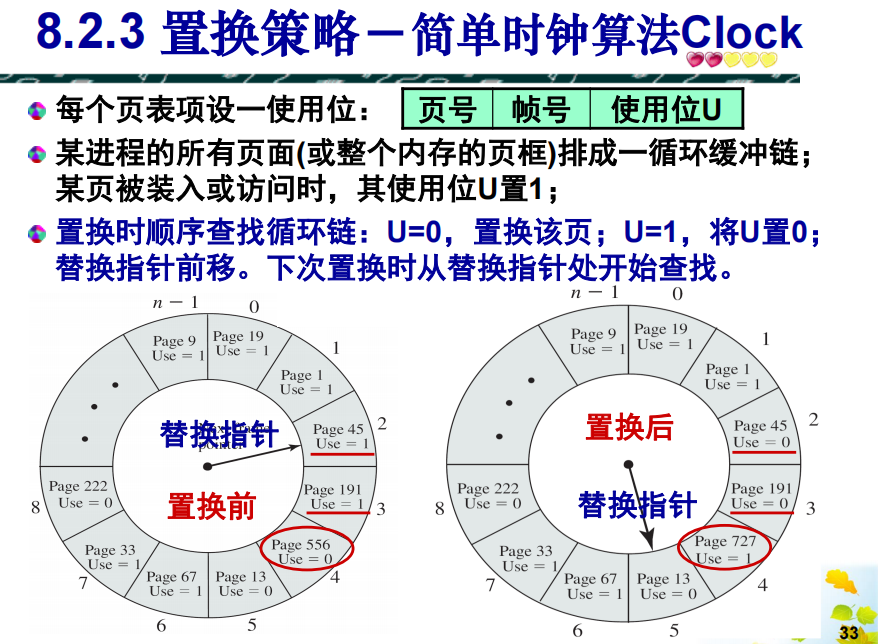 8.2.3 置换策略－简单时钟算法Clock
每个页表项设一使用位：
页号 帧号 使用位U
某进程的所有页面(或整个内存的页框)排成一循环缓冲链；
某页被装入或访问时，其使用位U置1；
置换时顺序查找循环链：U=0，置换该页；U=1，将U置0；
替换指针前移。下次置换时从替换指针处开始查找。
n − 1
0
Page 9
Use = 1
Page 19
Use = 1
1
Page 1
Use = 1
2
Page 45
Use = 1
替换指针
置换前
Page 191
Use = 1
3
Page 556
Use = 0
4
Page 13
Use = 0
5
Page 67
Use = 1
6
Page 33
Use = 1
7
Page 222
Use = 0
8
n − 1
0
Page 9
Use = 1
Page 19
Use = 1
1
Page 1
Use = 1
2
Page 45
Use = 0
置换后
替换指针
Page 191
Use = 0
3
Page 727
Use = 1
4
Page 13
Use = 0
5
Page 67
Use = 1
6
Page 33
Use = 1
7
Page 222
Use = 0
8
33